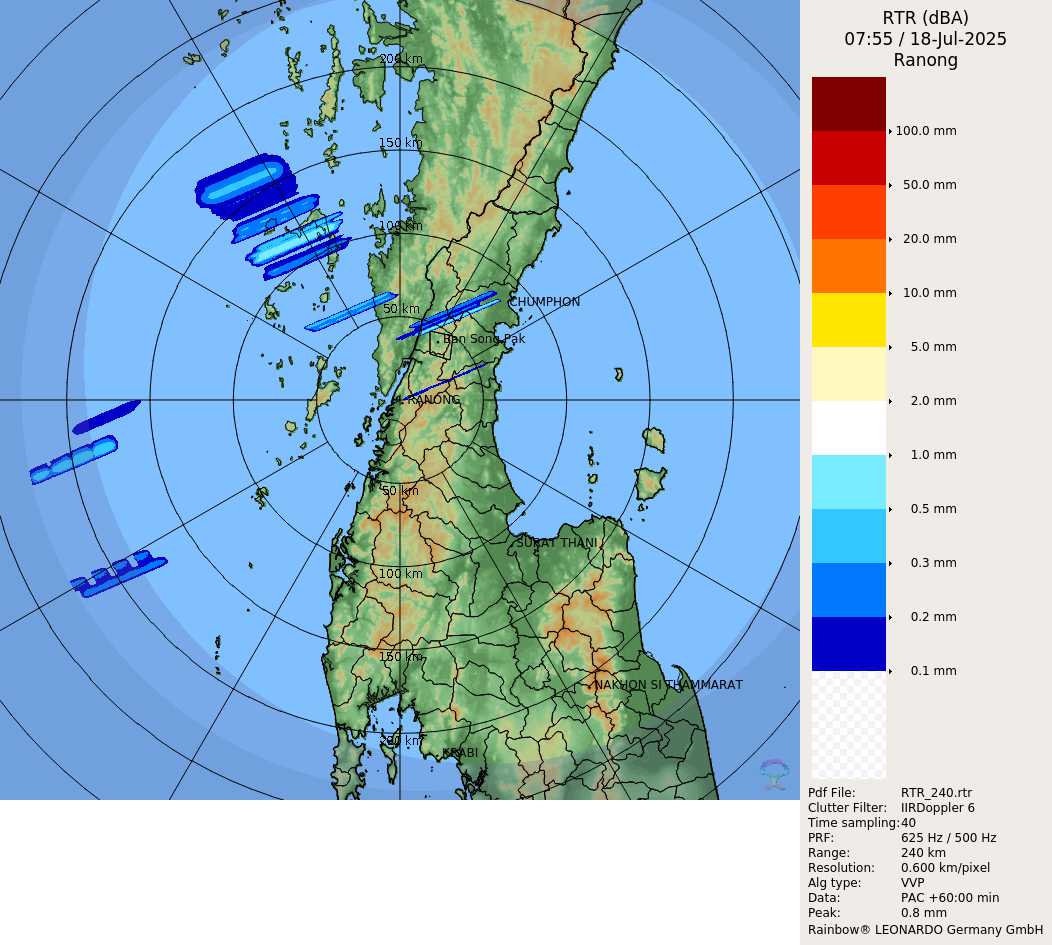 RTR (dBA)
07:55 / 18-Jul-2025
Ranong
200 km
150 km
100 km
50 km
CHUMPHON
Ban Song Pak
RANONG
50 km
SURAT THANI
100 km
150 km
NAKHON SI THAMMARAT
200 km
KRABI
100.0 mm
50.0 mm
20.0 mm
10.0 mm
5.0 mm
2.0 mm
1.0 mm
0.5 mm
0.3 mm
0.2 mm
0.1 mm
Pdf File: RTR_240.rtr
Clutter Filter: IIRDoppler 6
Time sampling:40
PRF: 625 Hz / 500 Hz
Range: 240 km
Resolution: 0.600 km/pixel
Alg type: VVP
Data: PAC +60:00 min
Peak: 0.8 mm
Rainbow® LEONARDO Germany GmbH